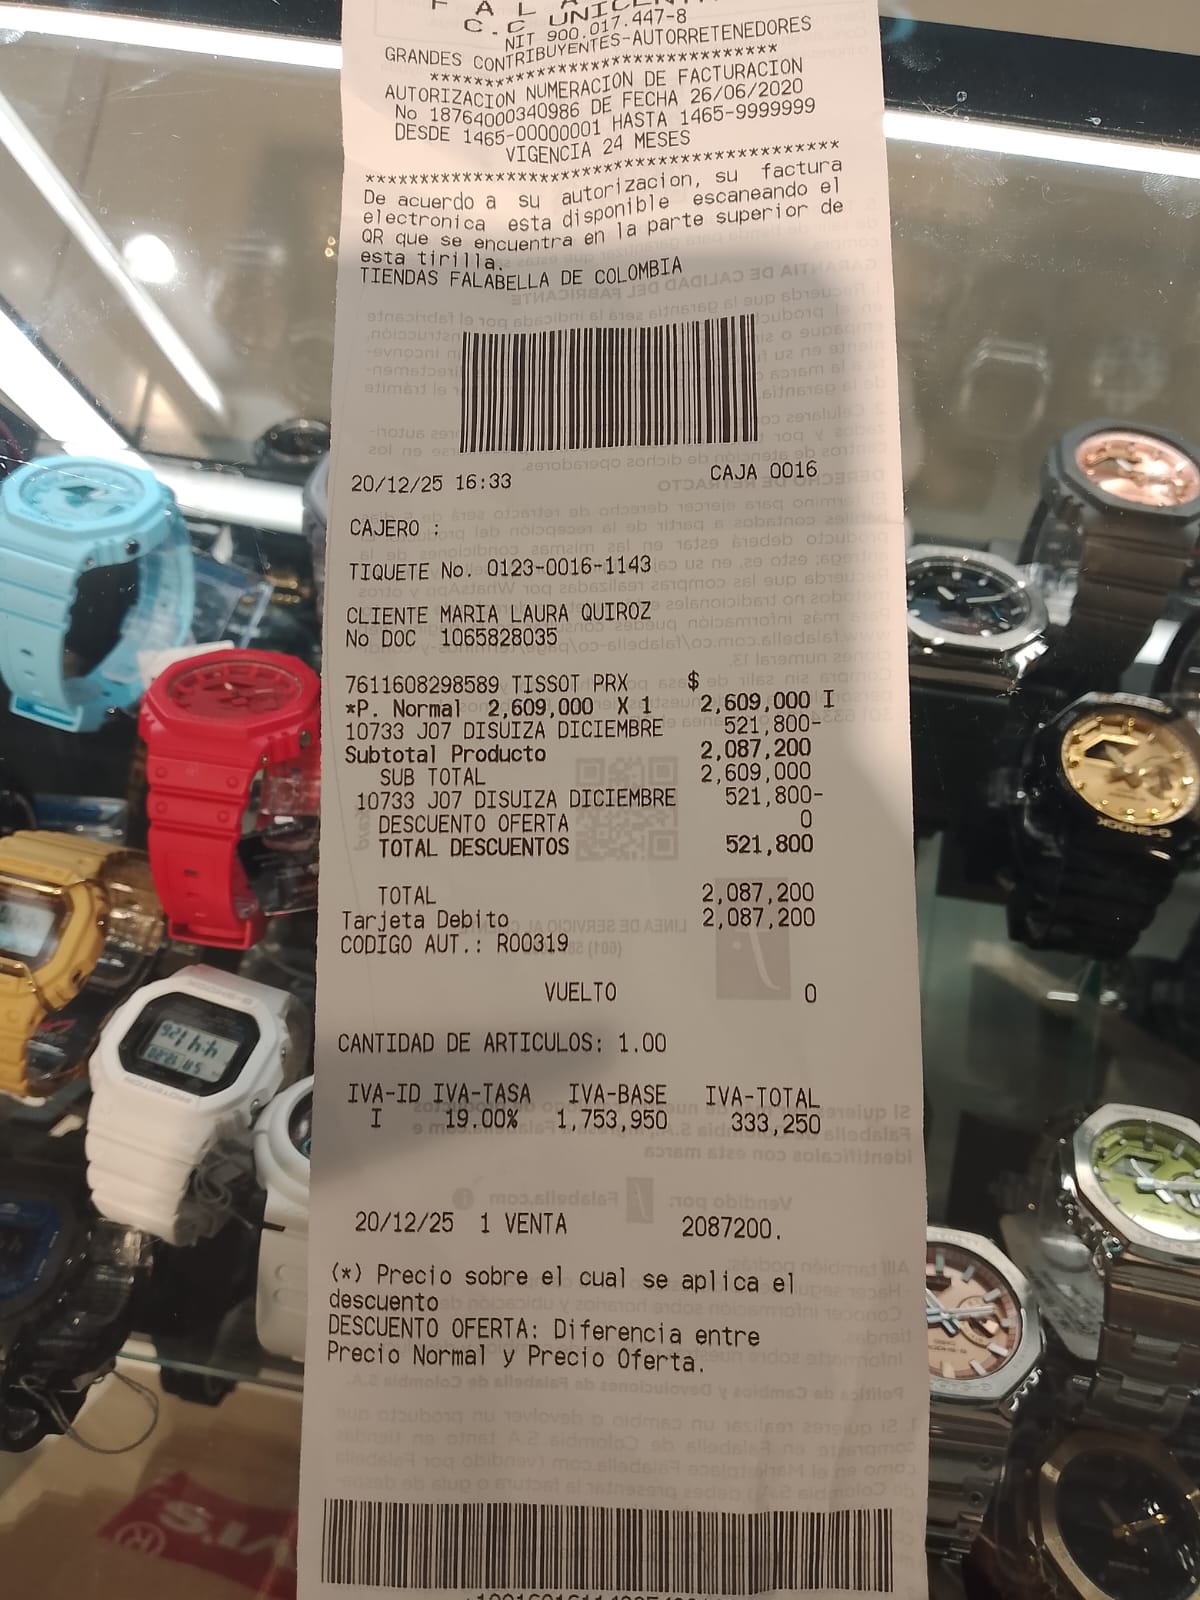 F A L
C.C UNIC
NIT 900.017.447-8
GRANDES CONTRIBUYENTES-AUTORRETENEDORES
********************************
AUTORIZACION NUMERACION DE FACTURACION
No 18764000340986 DE FECHA 26/06/2020
DESDE 1465-00000001 HASTA 1465-9999999
VIGENCIA 24 MESES
****************************************
De acuerdo a su autorizacion, su factura
electronica esta disponible escaneando el
QR que se encuentra en la parte superior de
esta tirilla.
TIENDAS FALABELLA DE COLOMBIA
20/12/25 16:33 CAJA 0016
CAJERO :
TIQUETE No. 0123-0016-1143
CLIENTE MARIA LAURA QUIROZ
No DOC 1065828035
7611608298589 TISSOT PRX $
*P. Normal 2,609,000 X 1 2,609,000 I
10733 J07 DISUIZA DICIEMBRE 521,800-
Subtotal Producto 2,087,200
SUB TOTAL 2,609,000
10733 J07 DISUIZA DICIEMBRE 521,800-
DESCUENTO OFERTA 0
TOTAL DESCUENTOS 521,800
TOTAL 2,087,200
Tarjeta Debito 2,087,200
CODIGO AUT.: R00319
VUELTO 0
CANTIDAD DE ARTICULOS: 1.00
IVA-ID IVA-TASA IVA-BASE IVA-TOTAL
I 19.00% 1,753,950 333,250
20/12/25 1 VENTA 2087200.
(*) Precio sobre el cual se aplica el
descuento
DESCUENTO OFERTA: Diferencia entre
Precio Normal y Precio Oferta.
G-SHOCK